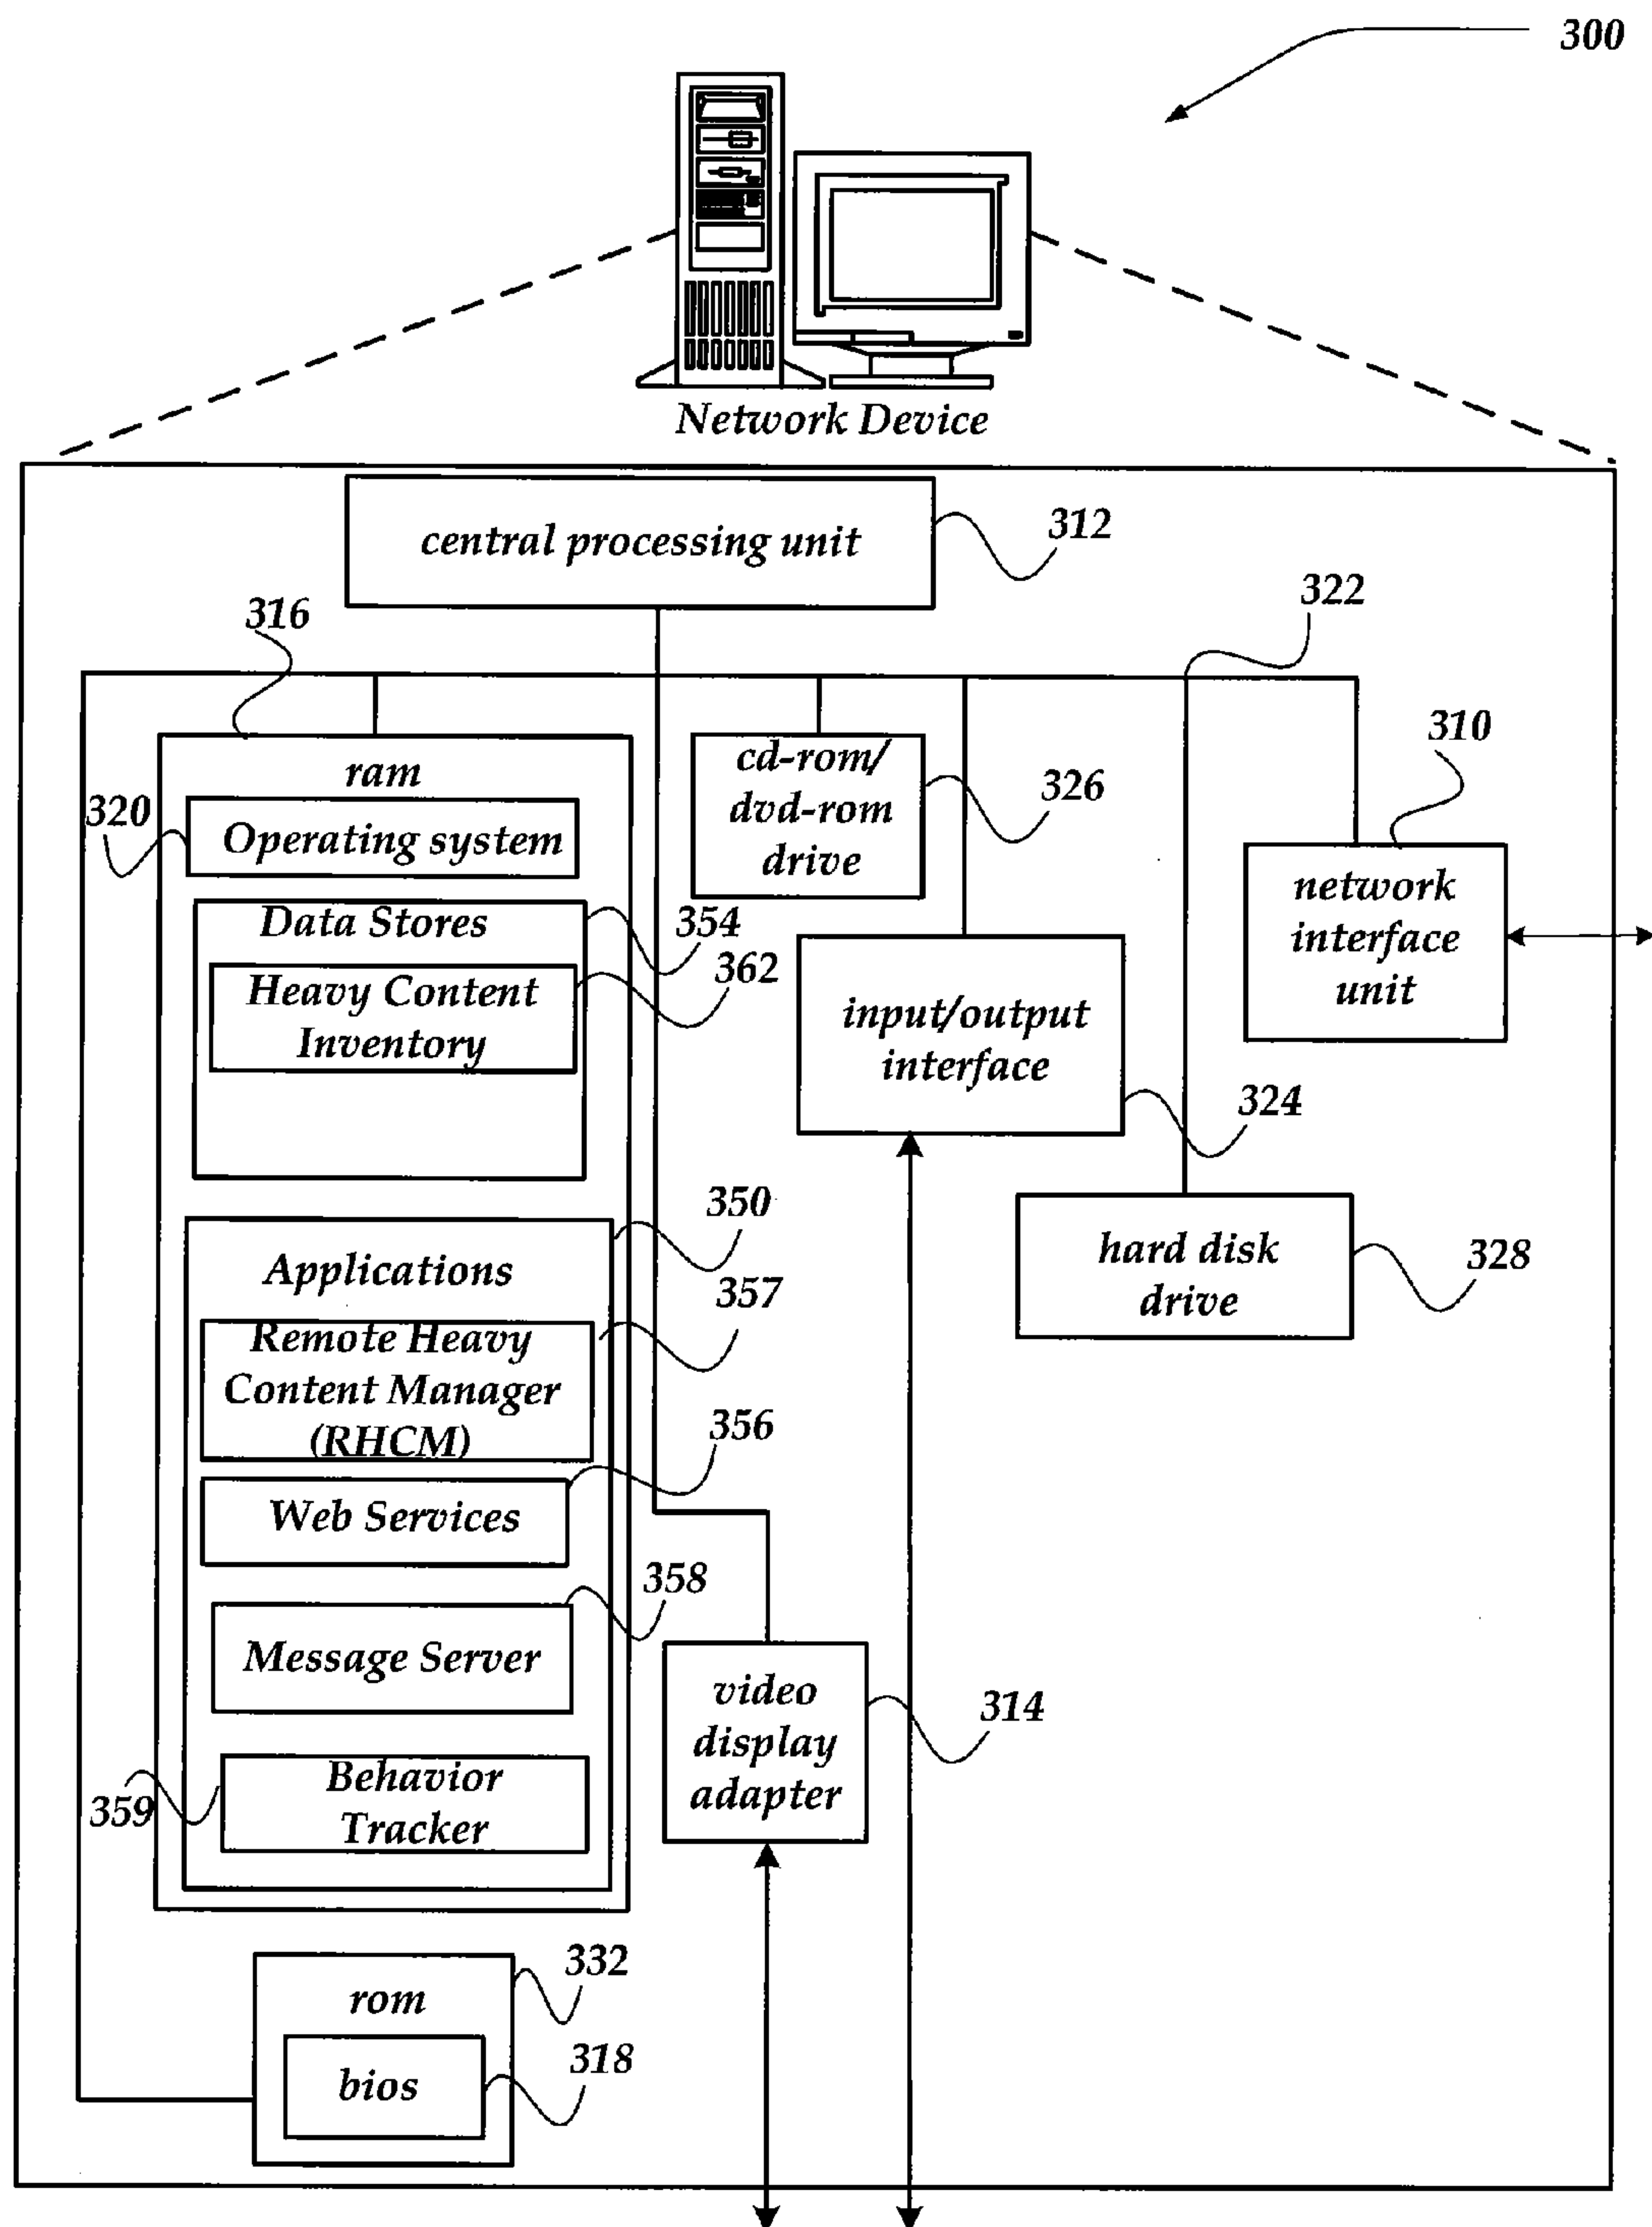 300
Network Device
central processing unit
312
322
316
310
ram
cd-rom/
dvd-rom
drive
326
320
Operating system
network
interface
unit
Data Stores
354
362
Heavy Content
Inventory
input/output
interface
324
350
hard disk
drive
328
Applications
357
Remote Heavy
Content Manager
(RHCM)
356
Web Services
358
Message Server
video
display
adapter
314
Behavior
Tracker
359
332
rom
318
bios